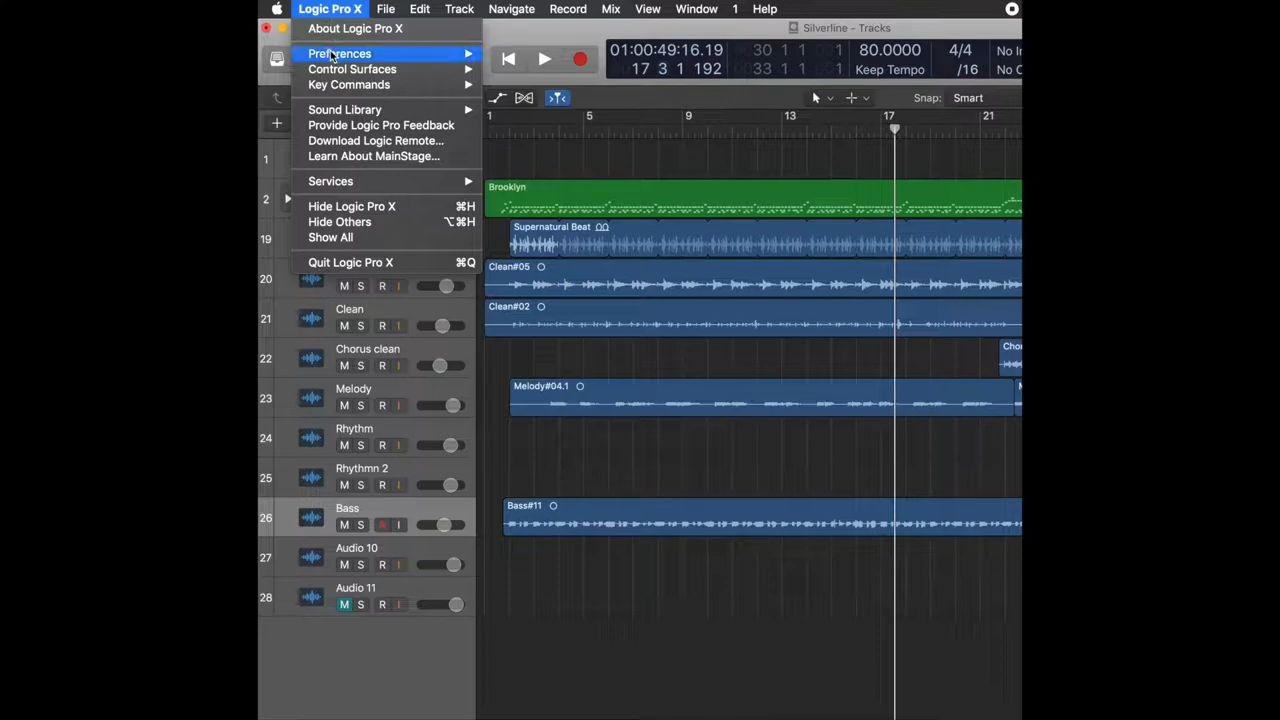 Logic Pro X File Edit Track Navigate Record Mix View Window 1 Help
About Logic Pro X
Preferences
Control Surfaces
Key Commands
Sound Library
Provide Logic Pro Feedback
Download Logic Remote...
Learn About MainStage...
Services
Hide Logic Pro X ⌘H
Hide Others ⌥⌘H
Show All
Quit Logic Pro X ⌘Q
Silverline - Tracks
01:00:49:16.19 30 1 1 1 80.0000 4/4 No In
17 3 1 192 33 1 1 1 Keep Tempo /16 No O
Snap: Smart
1 5 9 13 17 21
1
2 Brooklyn
19 Supernatural Beat
20 M S R I Clean#05
21 Clean M S R I Clean#02
22 Chorus clean M S R I Chor
23 Melody M S R I Melody#04.1 M
24 Rhythm M S R I
25 Rhythmn 2 M S R I
26 Bass M S R I Bass#11
27 Audio 10 M S R I
28 Audio 11 M S R I